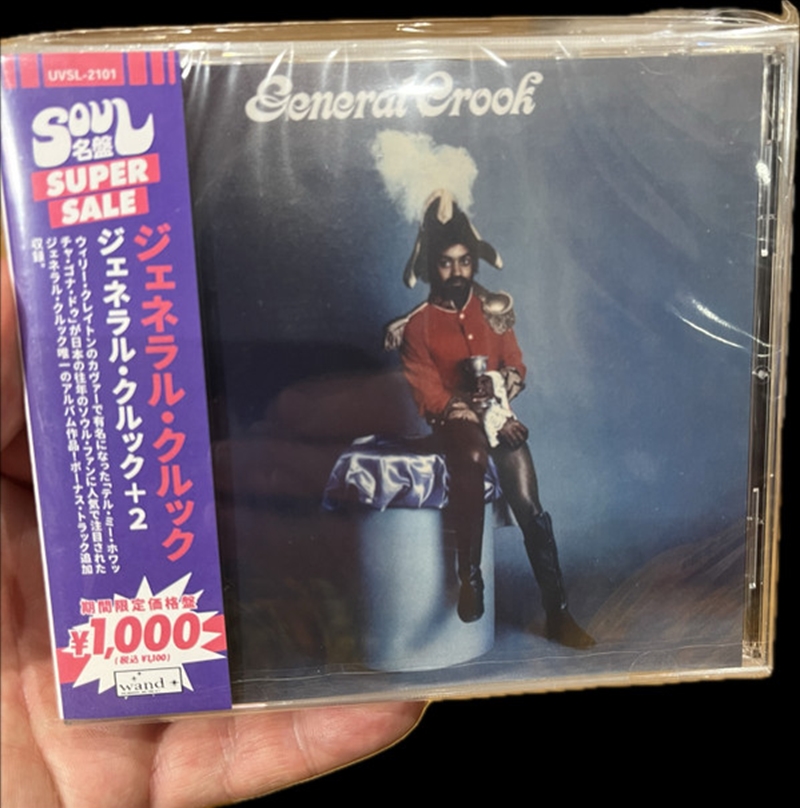 UVSL-2101
SOUL
名盤
SUPER
SALE
General Crook
ジェネラル・クルック
ジェネラル・クルック+2
ウィリー・クレイトンのカヴァーで有名になった「テル・ミー・ホワッ
チャ・ゴナ・ドゥ」が日本の往年のソウル・ファンに人気で注目された
ジェネラル・クルック唯一のアルバム作品!ボーナス・トラック追加
収録。
期間限定価格盤
¥1,000
(税込¥1,100)
wand